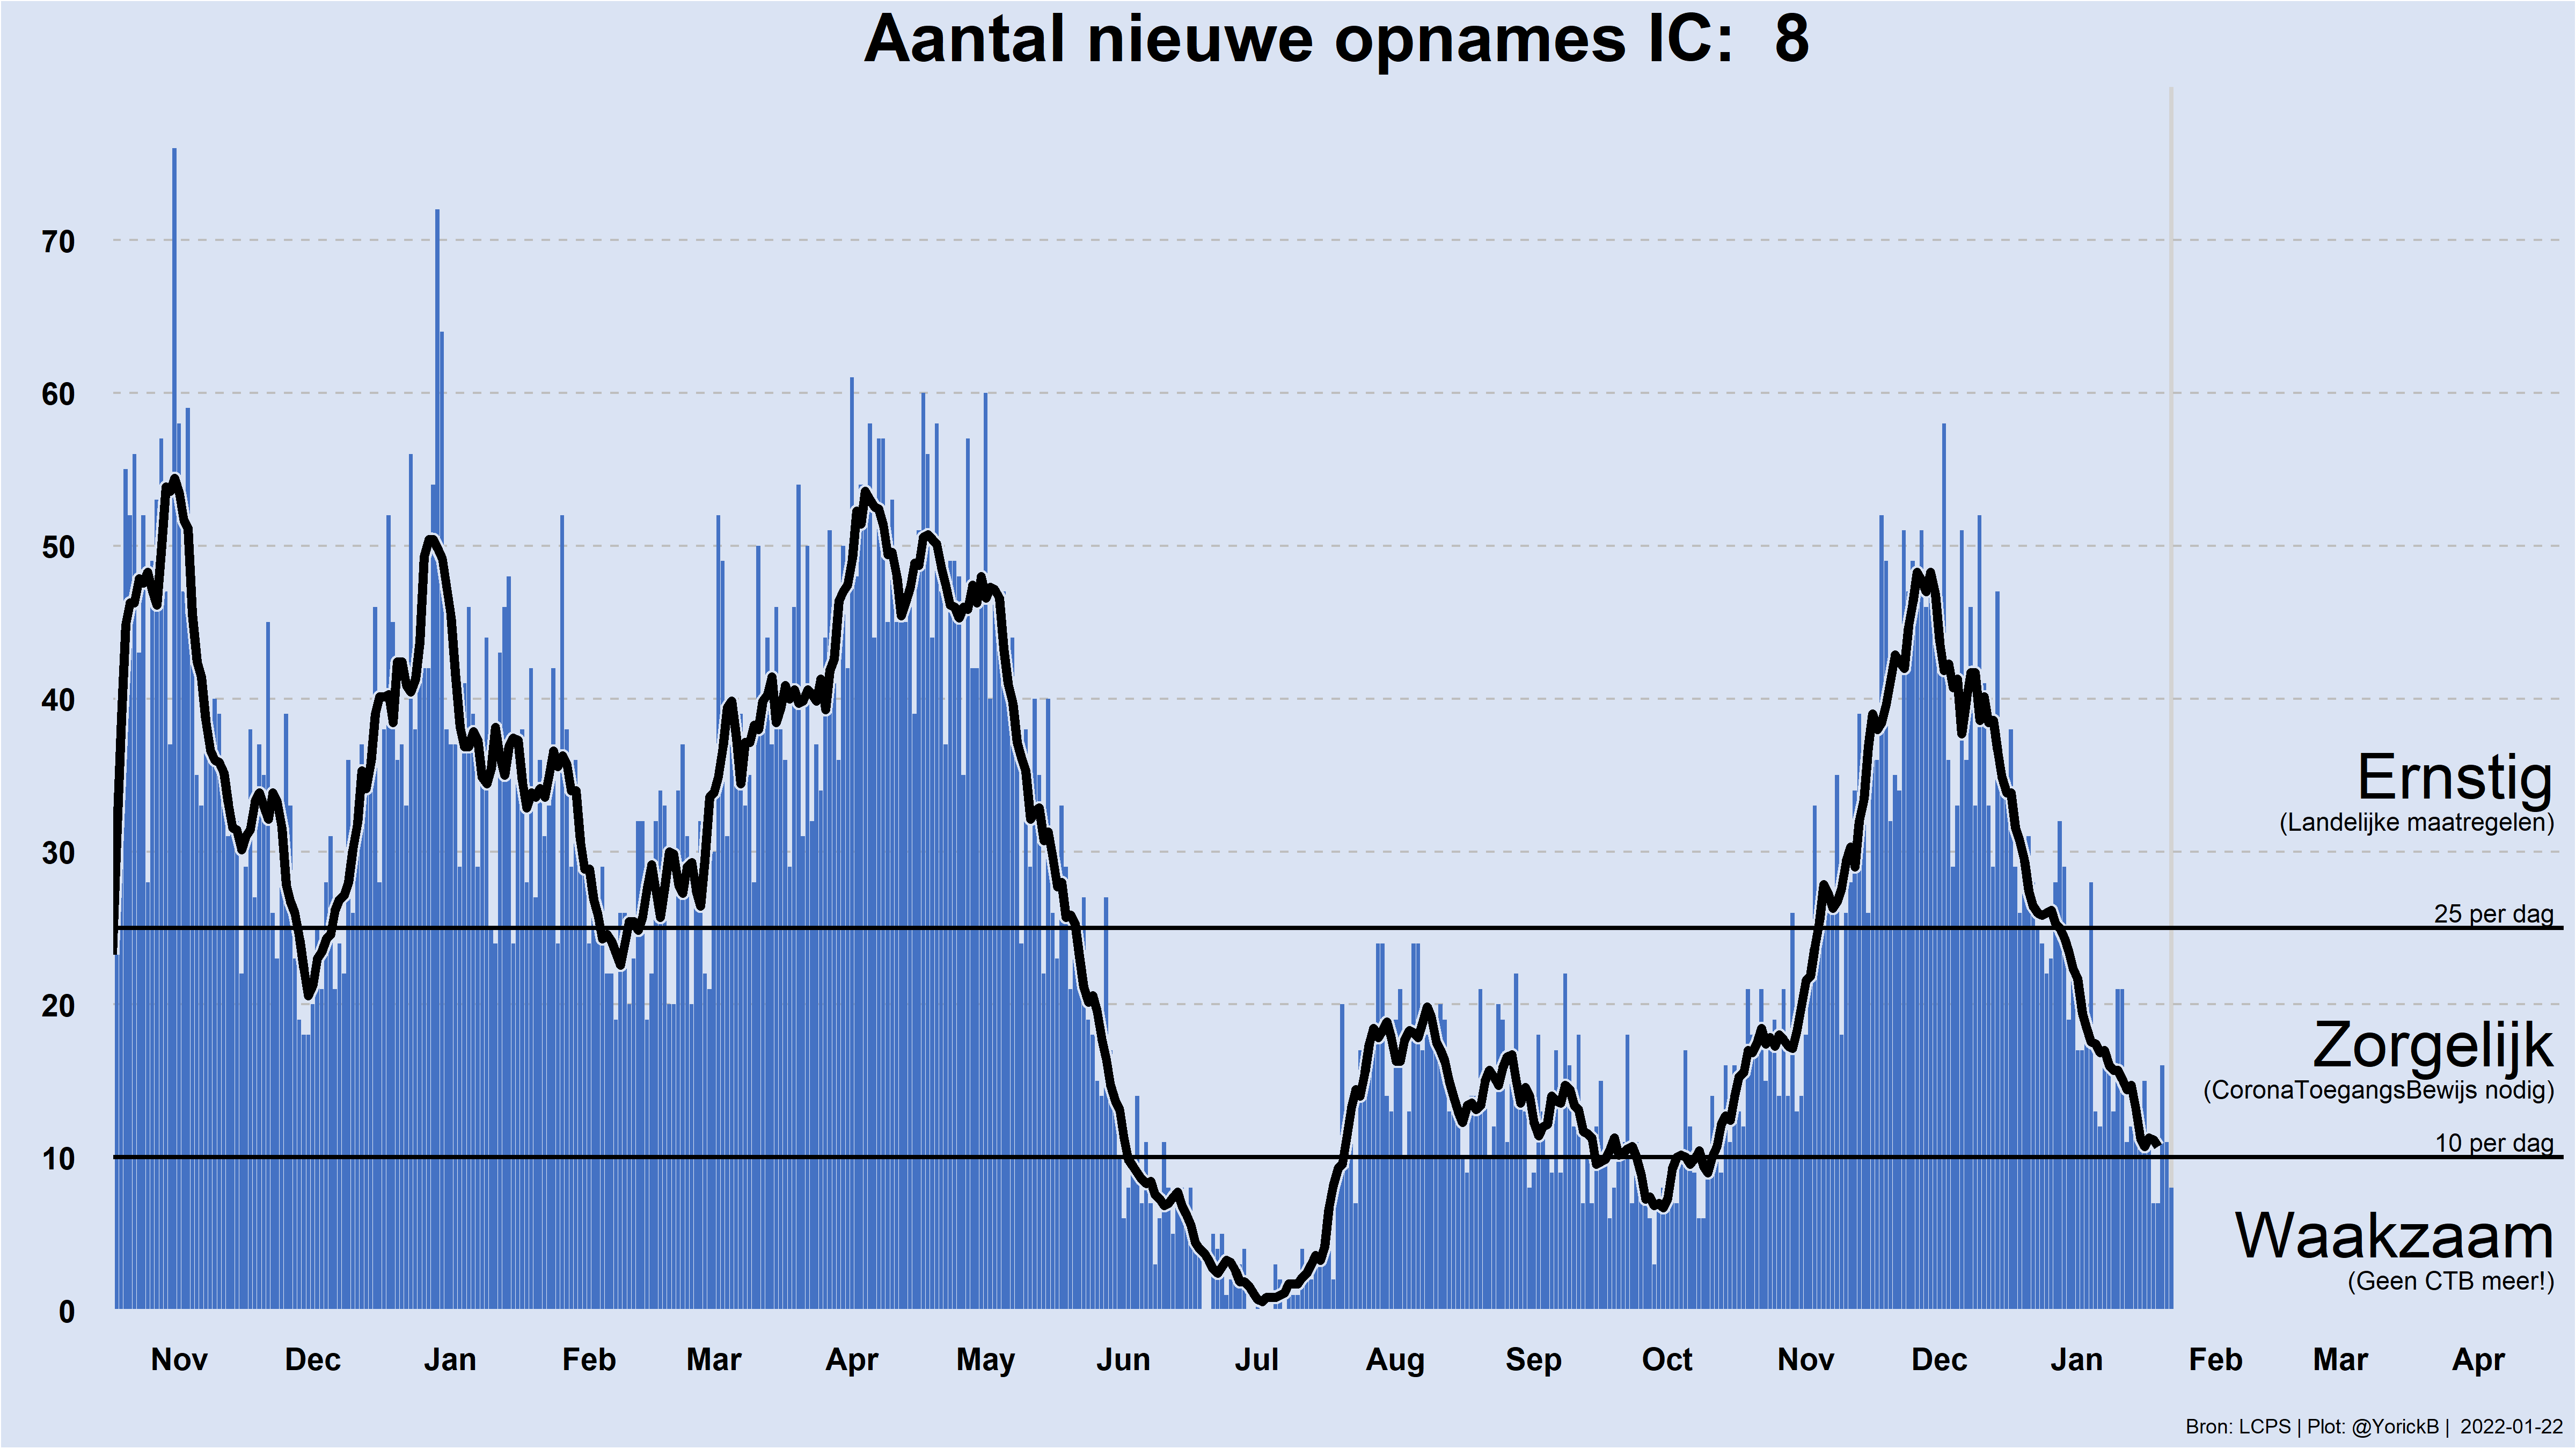 Aantal nieuwe opnames IC:  8
70
60
50
40
30
20
10
0
Ernstig
(Landelijke maatregelen)
25 per dag
Zorgelijk
(CoronaToegangsBewijs nodig)
10 per dag
Waakzaam
(Geen CTB meer!)
Nov Dec Jan Feb Mar Apr May Jun Jul Aug Sep Oct Nov Dec Jan Feb Mar Apr
Bron: LCPS | Plot: @YorickB |  2022-01-22